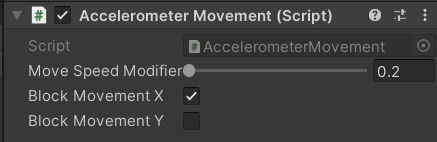 Accelerometer Movement (Script)
Script AccelerometerMovement
Move Speed Modifier 0.2
Block Movement X
Block Movement Y